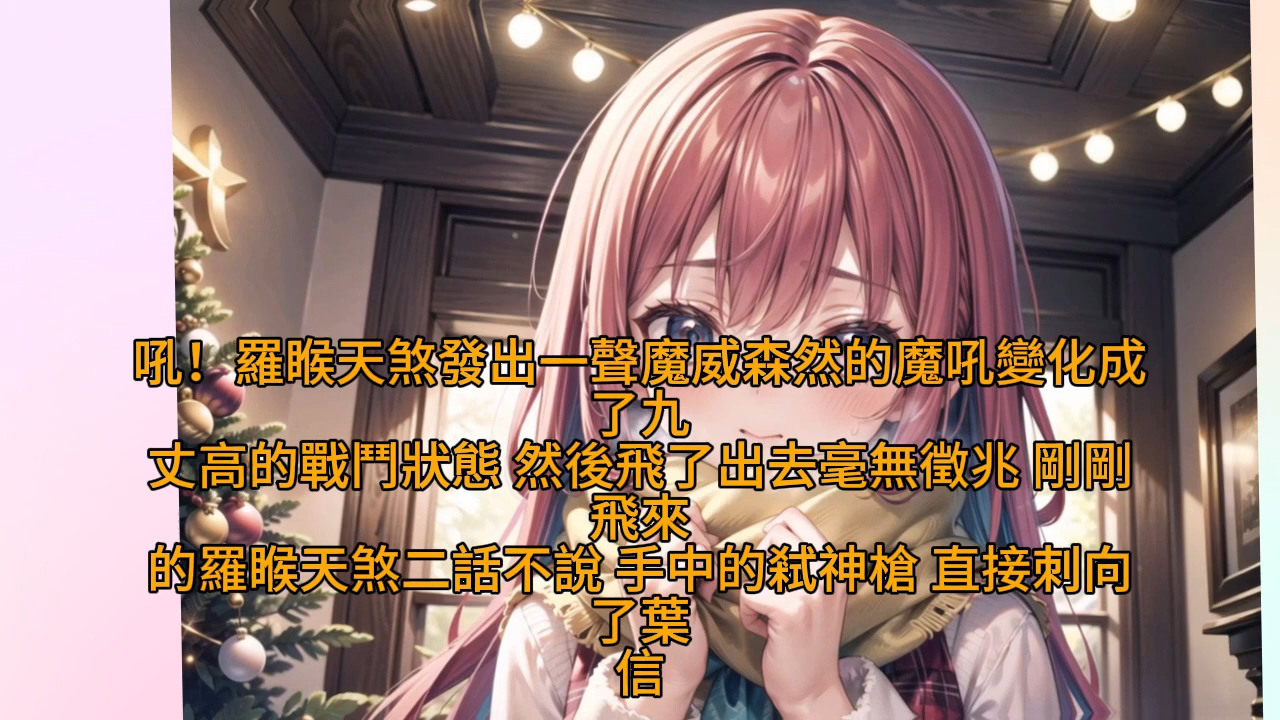 吼！羅睺天煞發出一聲魔威森然的魔吼變化成
了九
丈高的戰鬥狀態 然後飛了出去毫無徵兆 剛剛
飛來
的羅睺天煞二話不說 手中的弒神槍 直接刺向
了葉
信